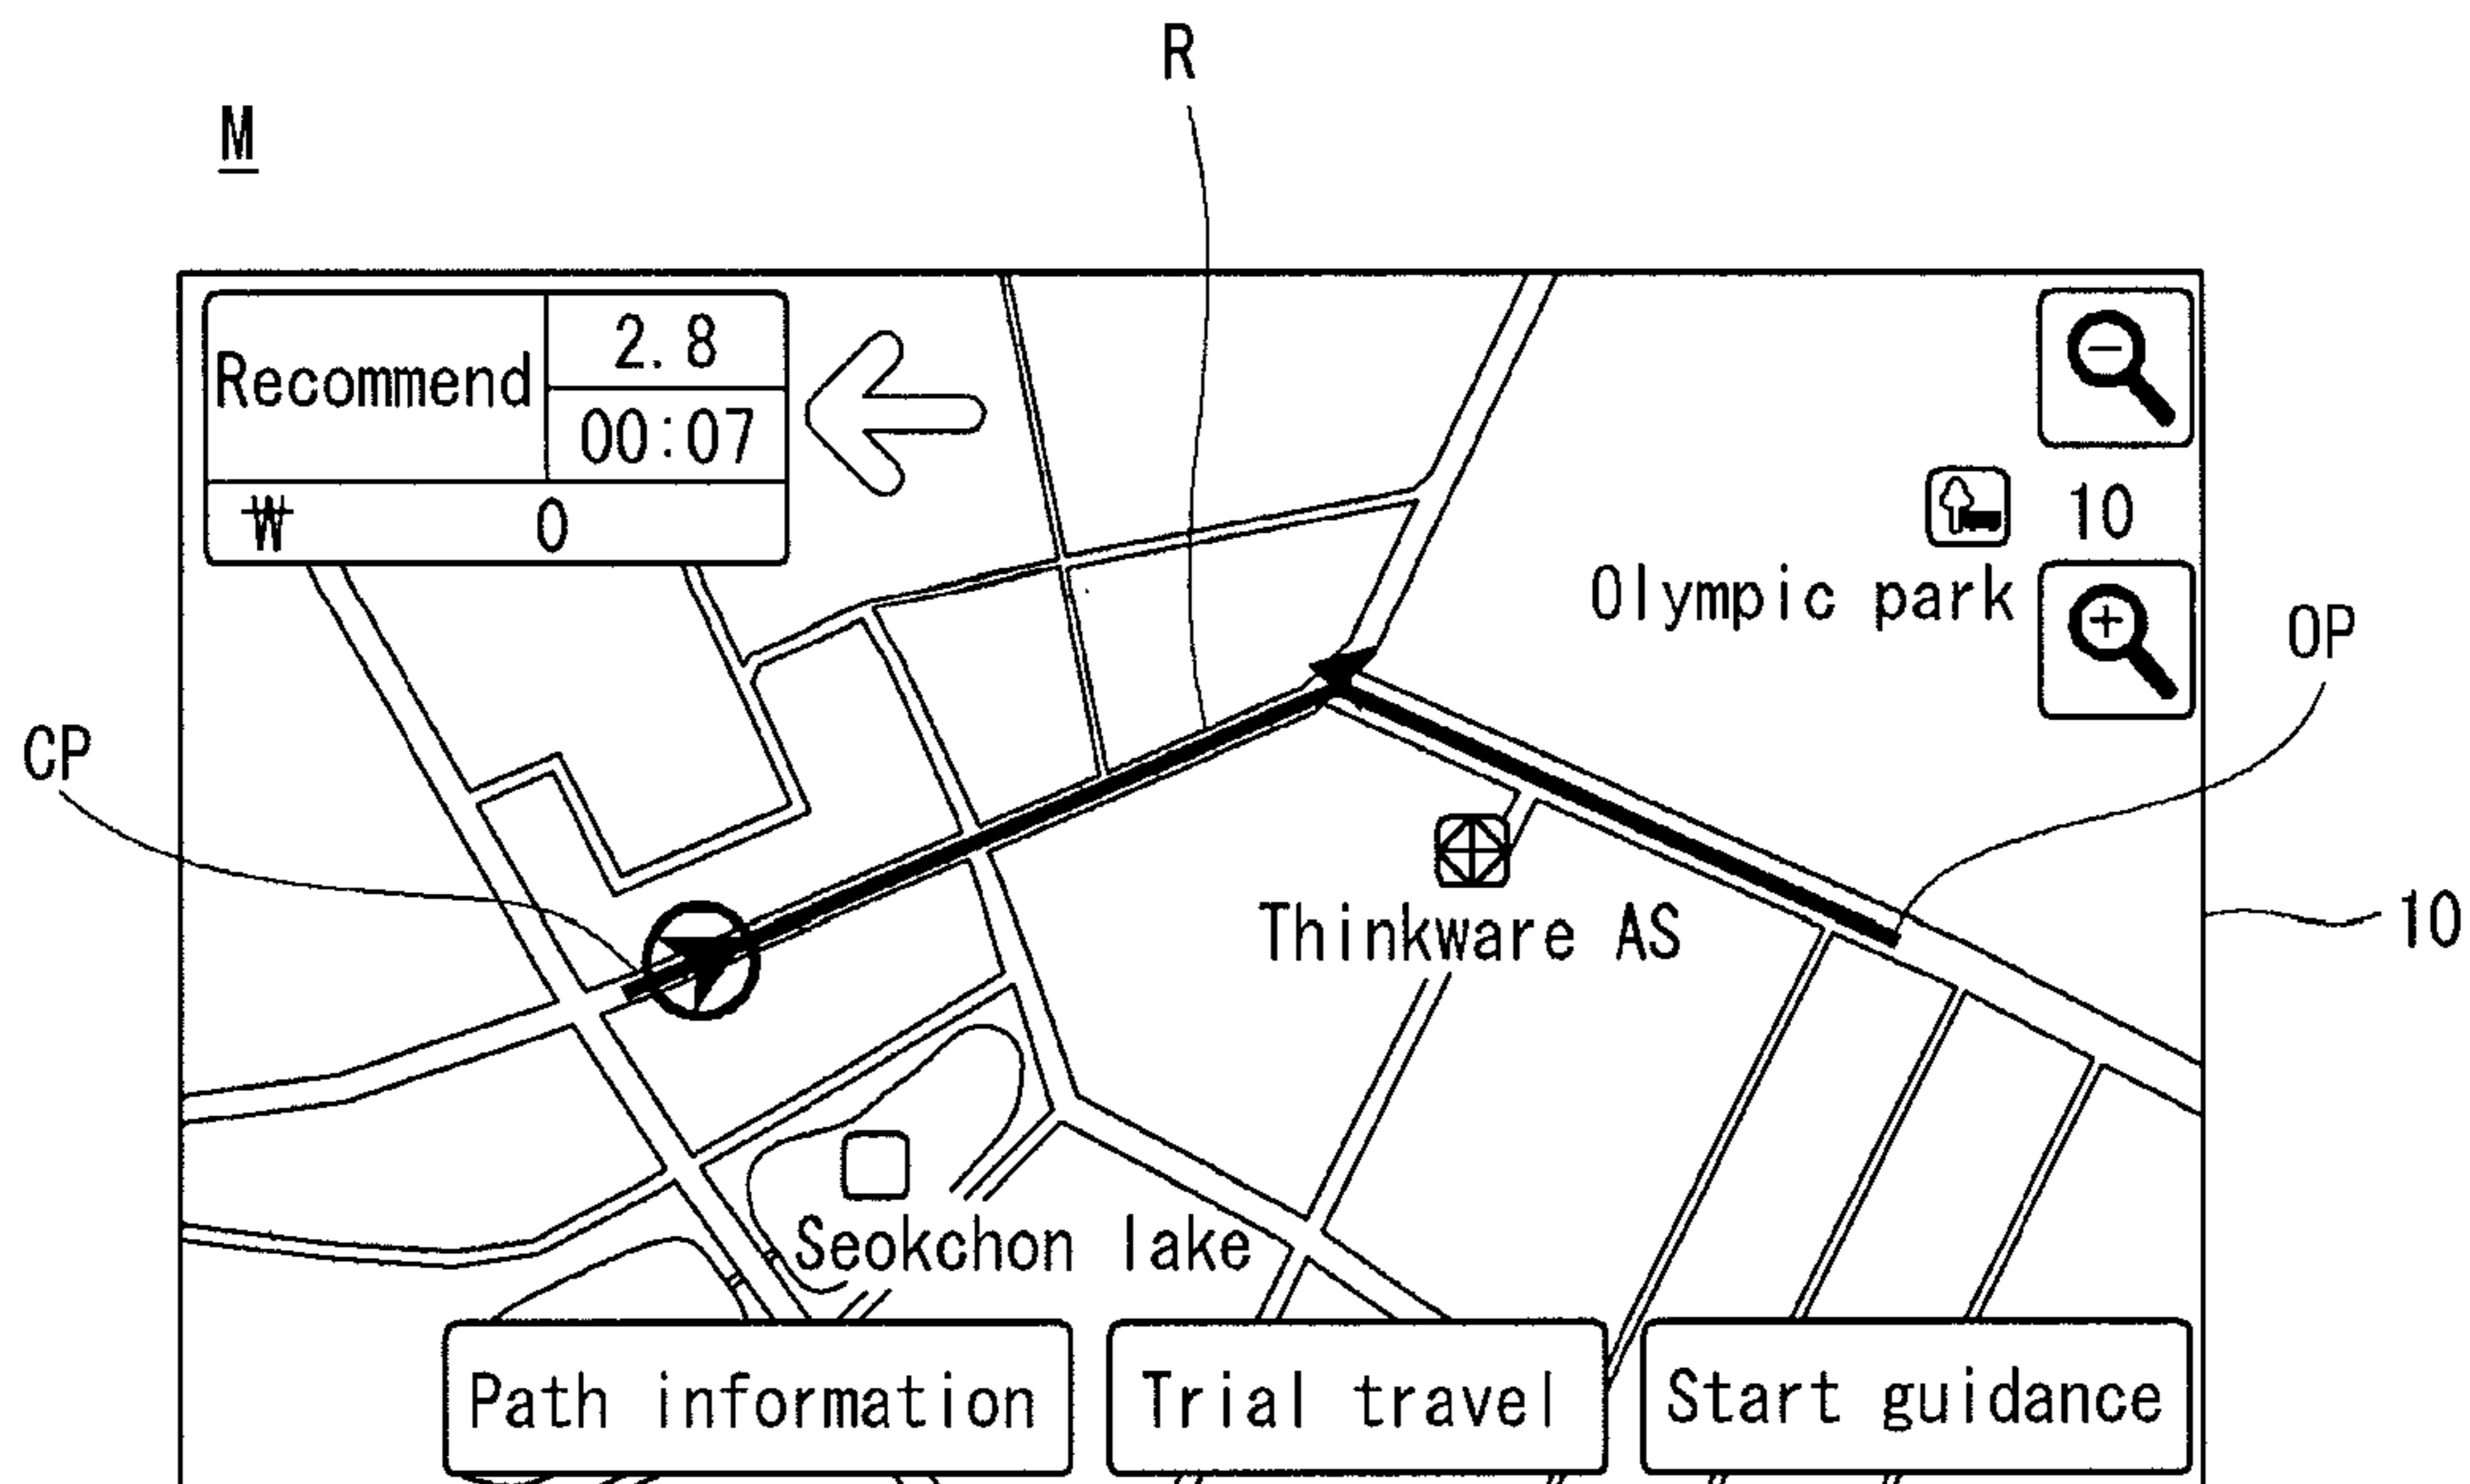 R
M
Recommend
2.8
00:07
₩ 0
10
Olympic park
OP
CP
Thinkware AS
10
Seokchon lake
Path information
Trial travel
Start guidance